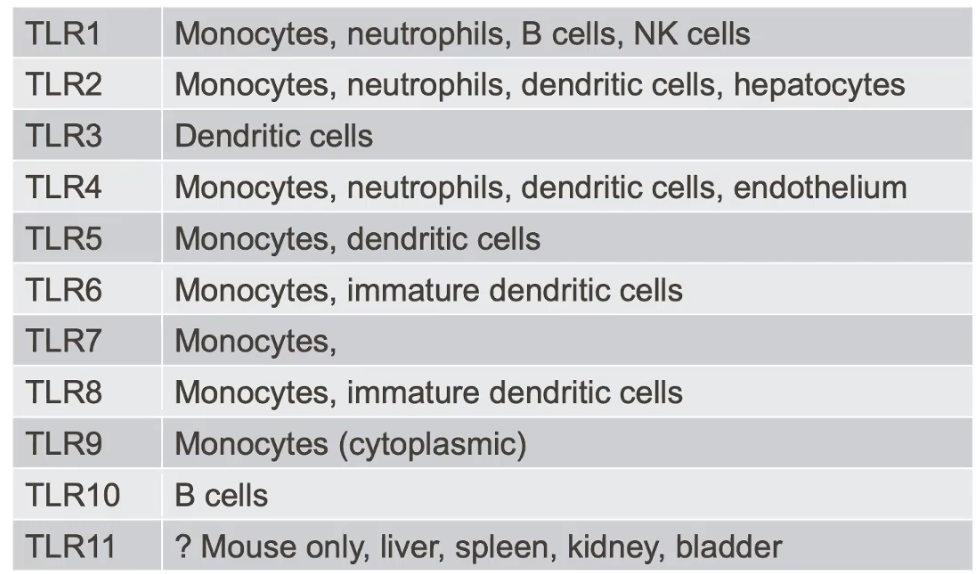 TLR1 Monocytes, neutrophils, B cells, NK cells
TLR2 Monocytes, neutrophils, dendritic cells, hepatocytes
TLR3 Dendritic cells
TLR4 Monocytes, neutrophils, dendritic cells, endothelium
TLR5 Monocytes, dendritic cells
TLR6 Monocytes, immature dendritic cells
TLR7 Monocytes,
TLR8 Monocytes, immature dendritic cells
TLR9 Monocytes (cytoplasmic)
TLR10 B cells
TLR11 ? Mouse only, liver, spleen, kidney, bladder